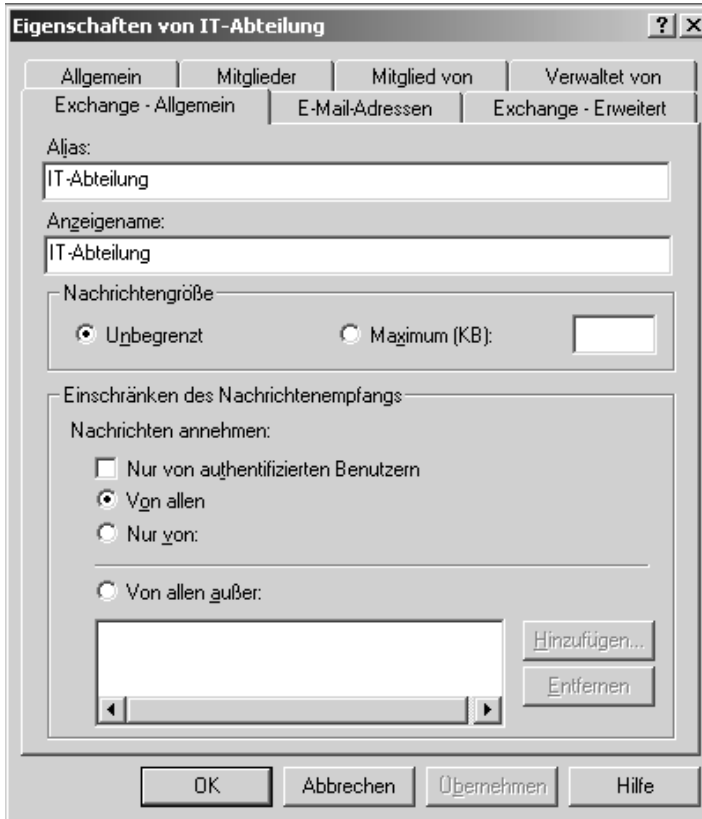 Eigenschaften von IT-Abteilung
Allgemein Mitglieder Mitglied von Verwaltet von
Exchange - Allgemein E-Mail-Adressen Exchange - Erweitert
Alias:
IT-Abteilung
Anzeigename:
IT-Abteilung
Nachrichtengröße
Unbegrenzt Maximum (KB):
Einschränken des Nachrichtenempfangs
Nachrichten annehmen:
Nur von authentifizierten Benutzern
Von allen
Nur von:
Von allen außer:
Hinzufügen...
Entfernen
OK Abbrechen Übernehmen Hilfe